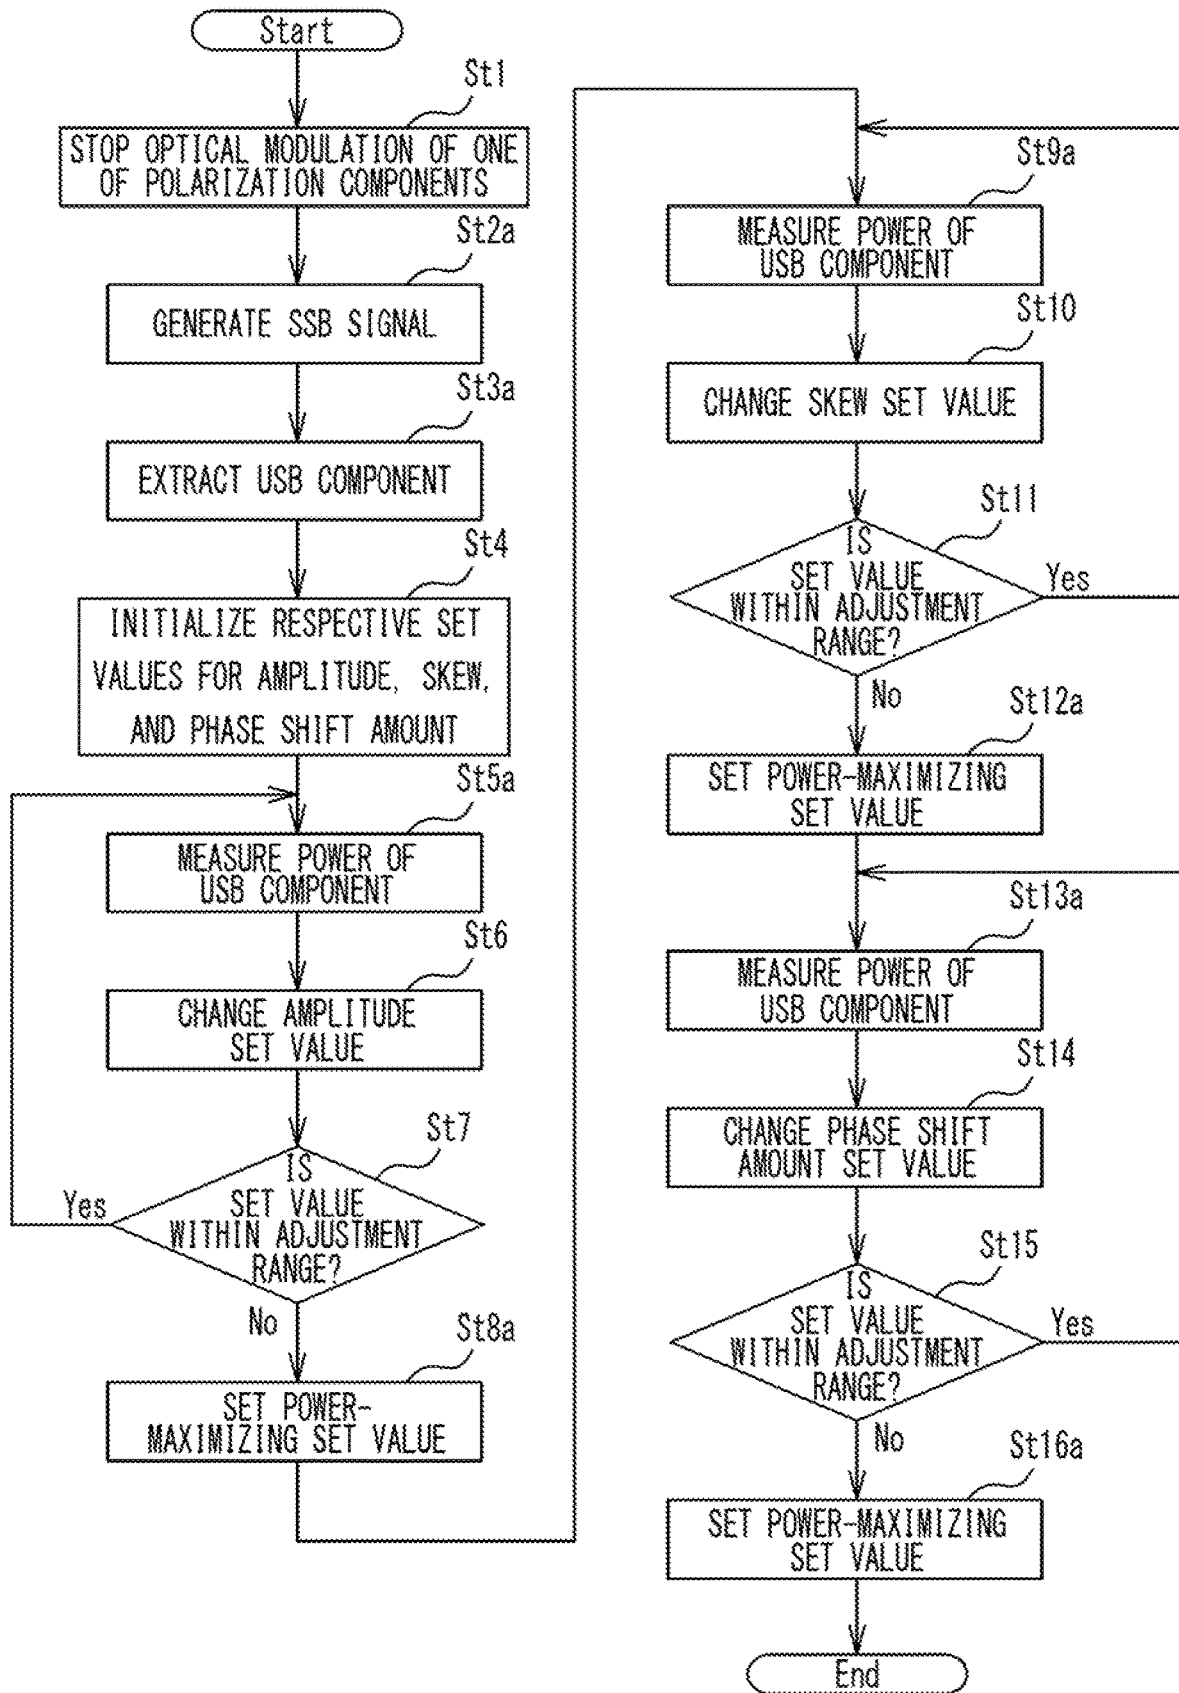 Start
St1
STOP OPTICAL MODULATION OF ONE
OF POLARIZATION COMPONENTS
St2a
GENERATE SSB SIGNAL
St3a
EXTRACT USB COMPONENT
St4
INITIALIZE RESPECTIVE SET
VALUES FOR AMPLITUDE, SKEW,
AND PHASE SHIFT AMOUNT
St5a
MEASURE POWER OF
USB COMPONENT
St6
CHANGE AMPLITUDE
SET VALUE
St7
IS
SET VALUE
WITHIN ADJUSTMENT
RANGE?
Yes
No
St8a
SET POWER-
MAXIMIZING SET VALUE
St9a
MEASURE POWER OF
USB COMPONENT
St10
CHANGE SKEW SET VALUE
St11
IS
SET VALUE
WITHIN ADJUSTMENT
RANGE?
Yes
No
St12a
SET POWER-MAXIMIZING
SET VALUE
St13a
MEASURE POWER OF
USB COMPONENT
St14
CHANGE PHASE SHIFT
AMOUNT SET VALUE
St15
IS
SET VALUE
WITHIN ADJUSTMENT
RANGE?
Yes
No
St16a
SET POWER-MAXIMIZING
SET VALUE
End